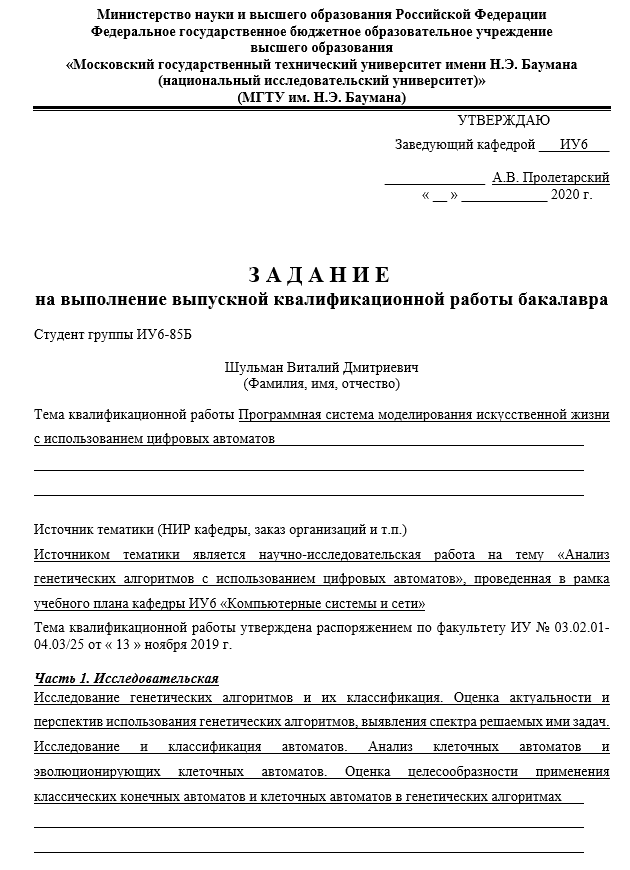 Министерство науки и высшего образования Российской Федерации
Федеральное государственное бюджетное образовательное учреждение
высшего образования
«Московский государственный технический университет имени Н.Э. Баумана
(национальный исследовательский университет)»
(МГТУ им. Н.Э. Баумана)
УТВЕРЖДАЮ
Заведующий кафедрой ___ИУ6___
______________ А.В. Пролетарский
« __ » ____________ 2020 г.
З А Д А Н И Е
на выполнение выпускной квалификационной работы бакалавра
Студент группы ИУ6-85Б
Шульман Виталий Дмитриевич
(Фамилия, имя, отчество)
Тема квалификационной работы Программная система моделирования искусственной жизни
с использованием цифровых автоматов
Источник тематики (НИР кафедры, заказ организаций и т.п.)
Источником тематики является научно-исследовательская работа на тему «Анализ
генетических алгоритмов с использованием цифровых автоматов», проведенная в рамка
учебного плана кафедры ИУ6 «Компьютерные системы и сети»
Тема квалификационной работы утверждена распоряжением по факультету ИУ № 03.02.01-
04.03/25 от « 13 » ноября 2019 г.
Часть 1. Исследовательская
Исследование генетических алгоритмов и их классификация. Оценка актуальности и
перспектив использования генетических алгоритмов, выявления спектра решаемых ими задач.
Исследование и классификация автоматов. Анализ клеточных автоматов и
эволюционирующих клеточных автоматов. Оценка целесообразности применения
классических конечных автоматов и клеточных автоматов в генетических алгоритмах